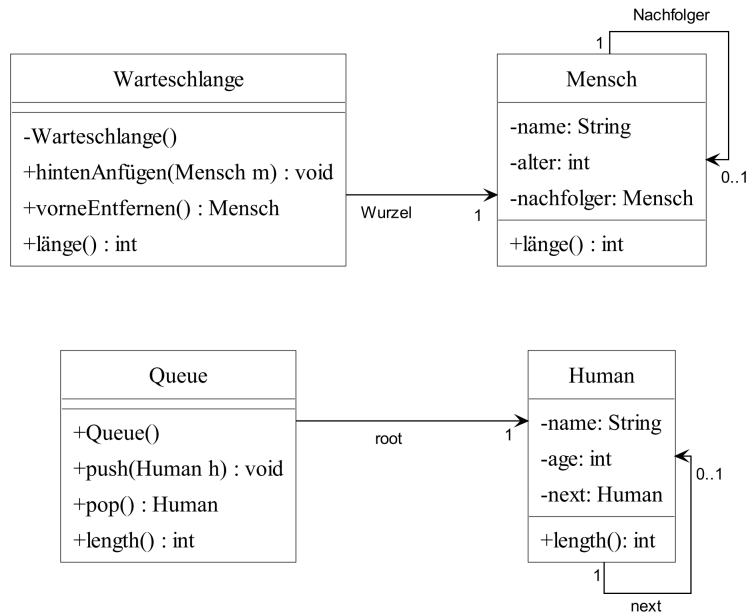 Nachfolger
1
Warteschlange
-Warteschlange()
+hintenAnfügen(Mensch m) : void
+vorneEntfernen() : Mensch
+länge() : int
Wurzel
1
Mensch
-name: String
-alter: int
-nachfolger: Mensch
+länge() : int
0..1
Queue
+Queue()
+push(Human h) : void
+pop() : Human
+length() : int
root
1
Human
-name: String
-age: int
-next: Human
+length(): int
0..1
1
next